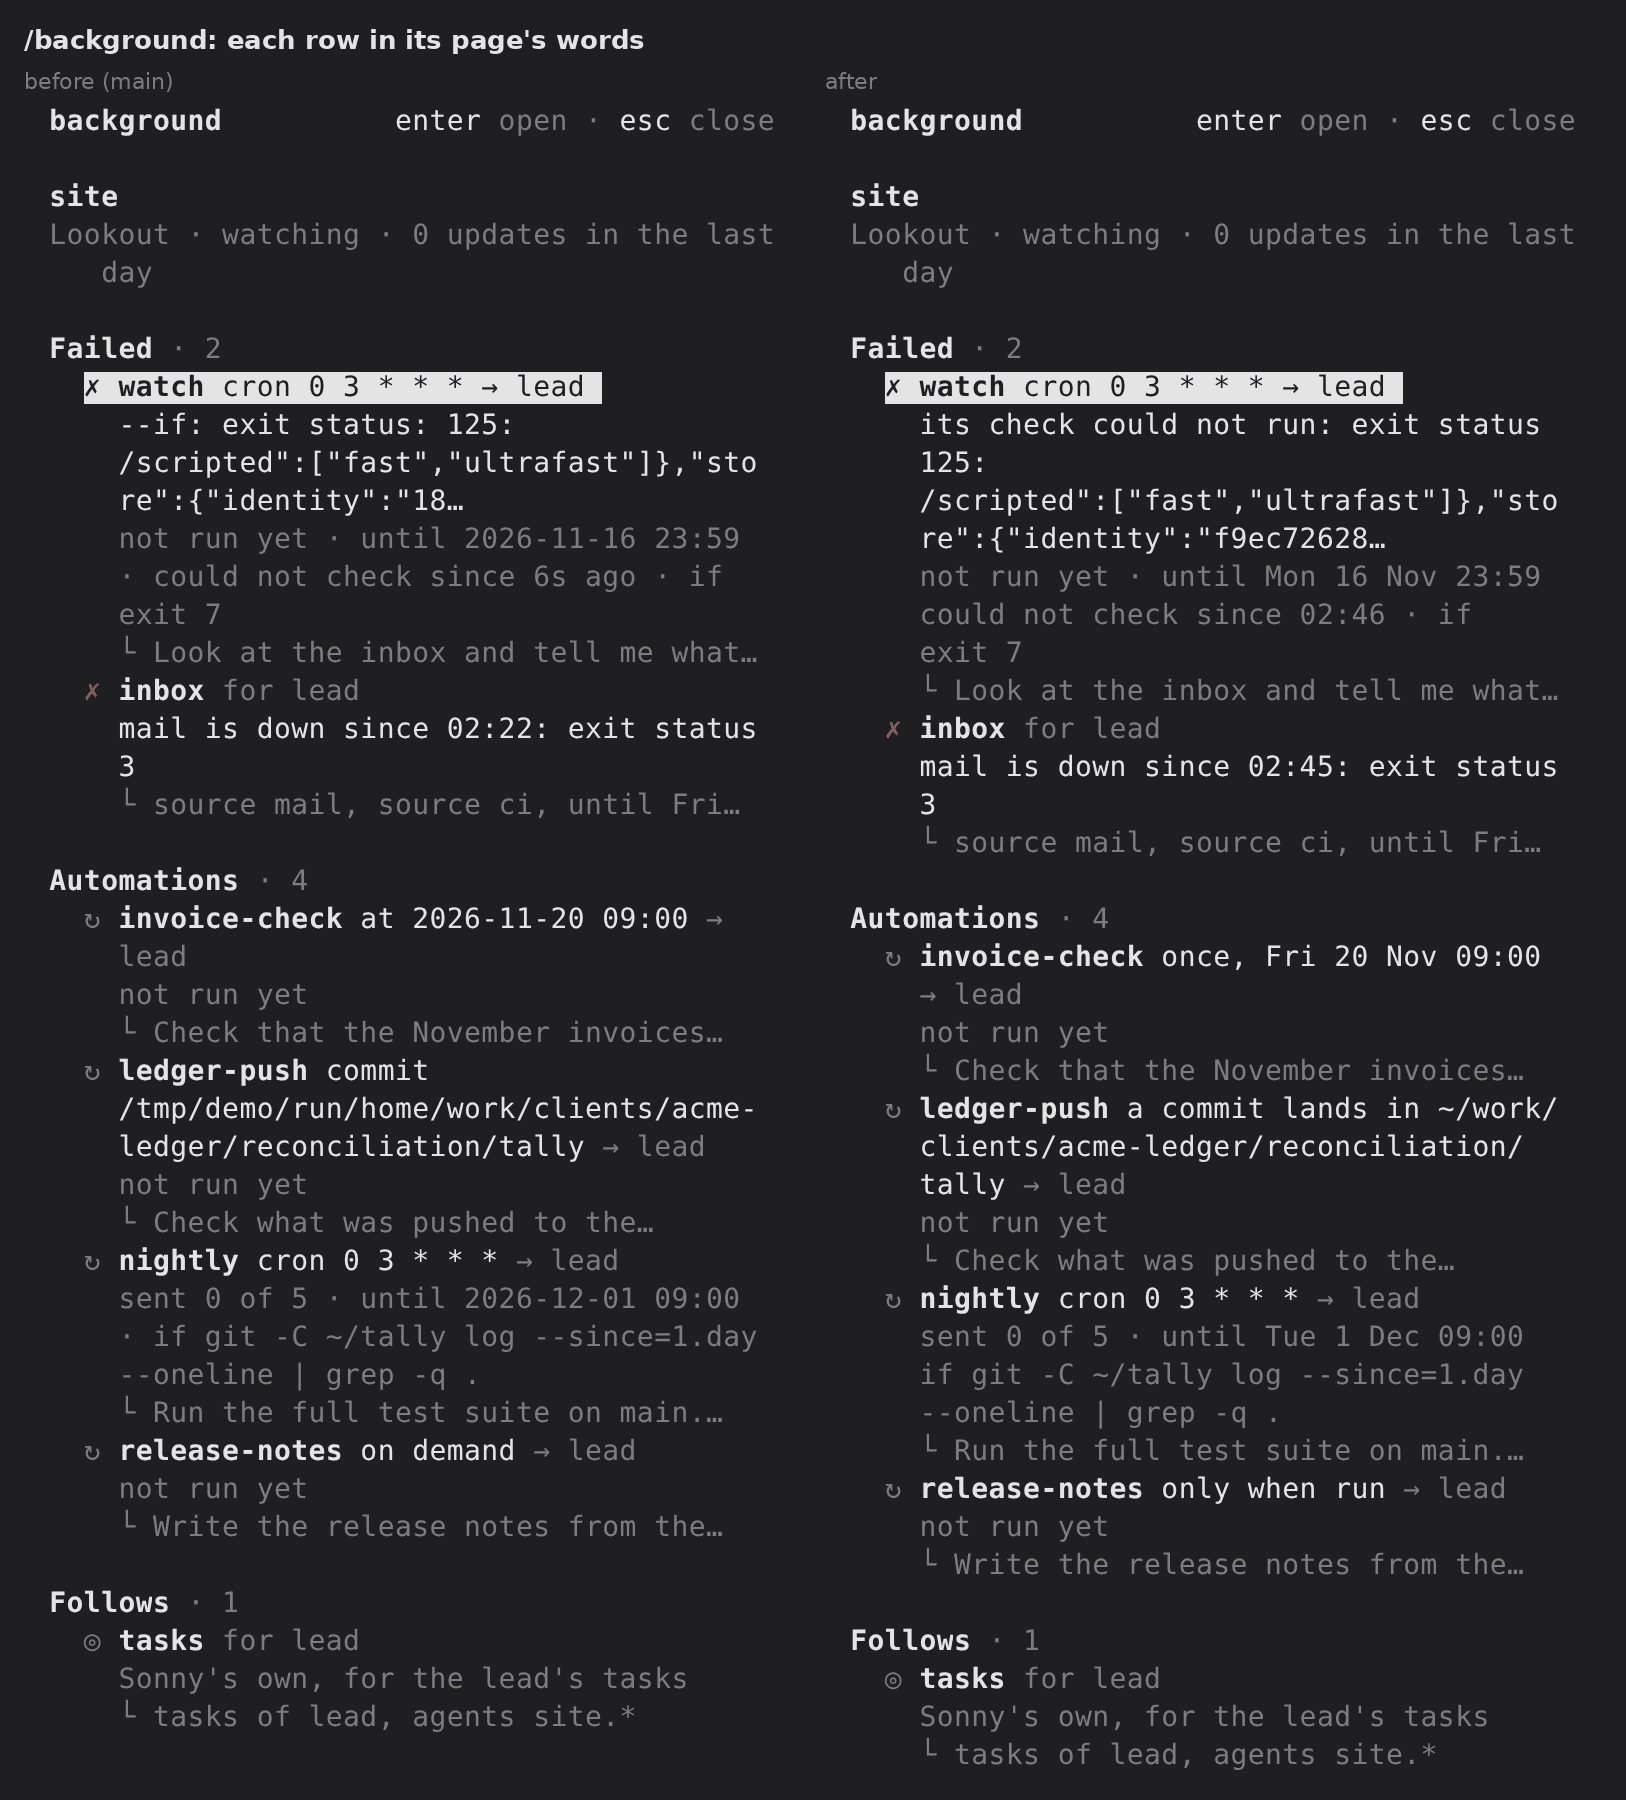 /background: each row in its page's words
before (main)
background enter open · esc close
site
Lookout · watching · 0 updates in the last
day
Failed · 2
✗ watch cron 0 3 * * * → lead
--if: exit status: 125:
/scripted":["fast","ultrafast"]},"sto
re":{"identity":"18…
not run yet · until 2026-11-16 23:59
· could not check since 6s ago · if
exit 7
└ Look at the inbox and tell me what…
✗ inbox for lead
mail is down since 02:22: exit status
3
└ source mail, source ci, until Fri…
Automations · 4
↻ invoice-check at 2026-11-20 09:00 →
lead
not run yet
└ Check that the November invoices…
↻ ledger-push commit
/tmp/demo/run/home/work/clients/acme-
ledger/reconciliation/tally → lead
not run yet
└ Check what was pushed to the…
↻ nightly cron 0 3 * * * → lead
sent 0 of 5 · until 2026-12-01 09:00
· if git -C ~/tally log --since=1.day
--oneline | grep -q .
└ Run the full test suite on main.…
↻ release-notes on demand → lead
not run yet
└ Write the release notes from the…
Follows · 1
◎ tasks for lead
Sonny's own, for the lead's tasks
└ tasks of lead, agents site.*
after
background enter open · esc close
site
Lookout · watching · 0 updates in the last
day
Failed · 2
✗ watch cron 0 3 * * * → lead
its check could not run: exit status
125:
/scripted":["fast","ultrafast"]},"sto
re":{"identity":"f9ec72628…
not run yet · until Mon 16 Nov 23:59
could not check since 02:46 · if
exit 7
└ Look at the inbox and tell me what…
✗ inbox for lead
mail is down since 02:45: exit status
3
└ source mail, source ci, until Fri…
Automations · 4
↻ invoice-check once, Fri 20 Nov 09:00
→ lead
not run yet
└ Check that the November invoices…
↻ ledger-push a commit lands in ~/work/
clients/acme-ledger/reconciliation/
tally → lead
not run yet
└ Check what was pushed to the…
↻ nightly cron 0 3 * * * → lead
sent 0 of 5 · until Tue 1 Dec 09:00
if git -C ~/tally log --since=1.day
--oneline | grep -q .
└ Run the full test suite on main.…
↻ release-notes only when run → lead
not run yet
└ Write the release notes from the…
Follows · 1
◎ tasks for lead
Sonny's own, for the lead's tasks
└ tasks of lead, agents site.*